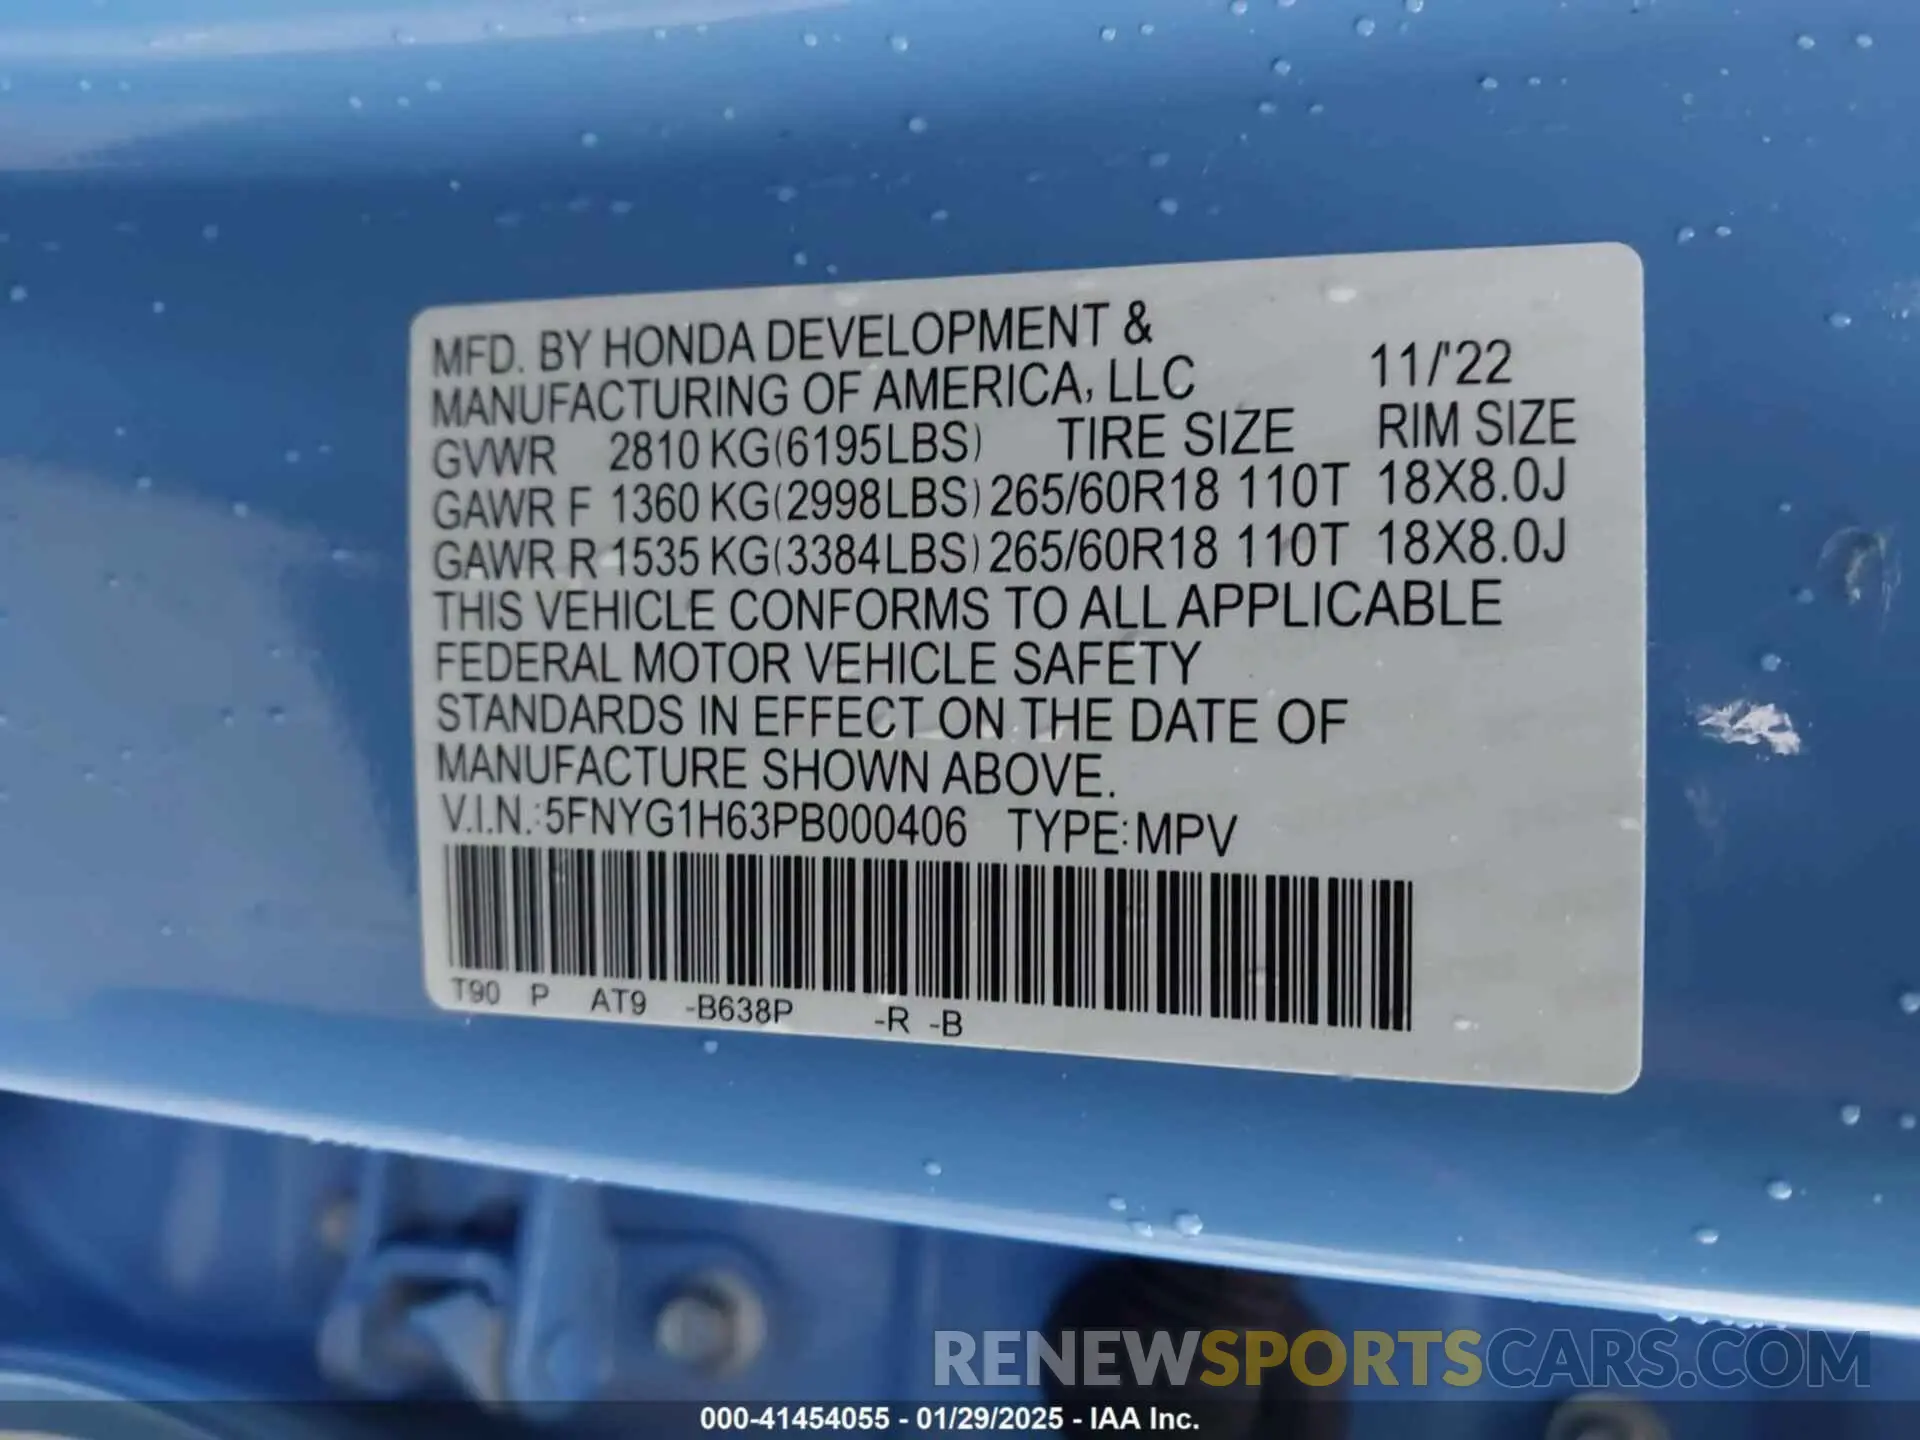 MFD. BY HONDA DEVELOPMENT &
MANUFACTURING OF AMERICA, LLC 11/'22
GVWR 2810 KG(6195LBS) TIRE SIZE RIM SIZE
GAWR F 1360 KG(2998LBS) 265/60R18 110T 18X8.0J
GAWR R 1535 KG(3384LBS) 265/60R18 110T 18X8.0J
THIS VEHICLE CONFORMS TO ALL APPLICABLE
FEDERAL MOTOR VEHICLE SAFETY
STANDARDS IN EFFECT ON THE DATE OF
MANUFACTURE SHOWN ABOVE.
V.I.N.:5FNYG1H63PB000406 TYPE:MPV
T90 P AT9 -B638P -R -B
RENEWSPORTSCARS.COM
000-41454055 - 01/29/2025 - IAA Inc.